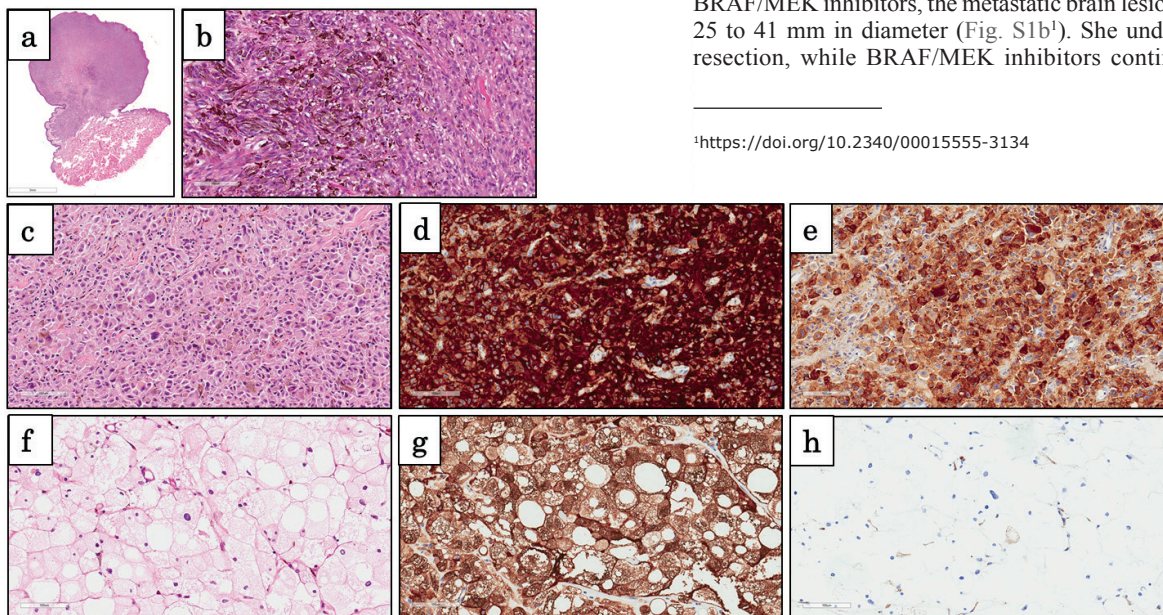 BRAF/MEK inhibitors, the metastatic brain lesio
25 to 41 mm in diameter (Fig. S1b¹). She und
resection, while BRAF/MEK inhibitors contin
¹https://doi.org/10.2340/00015555-3134
a
b
c
d
e
f
g
h